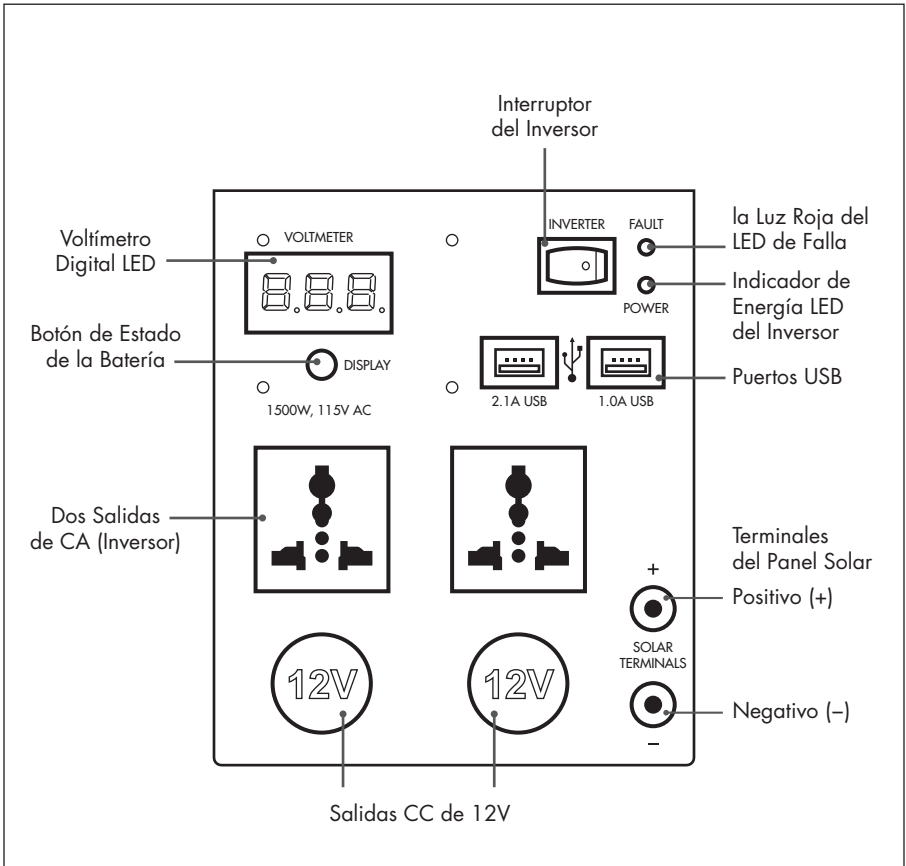 Interruptor
del Inversor
Voltímetro
Digital LED
VOLTMETER
8.8.8.
INVERTER
FAULT
la Luz Roja del
LED de Falla
POWER
Indicador de
Energía LED
del Inversor
Botón de Estado
de la Batería
DISPLAY
2.1A USB
1.0A USB
Puertos USB
1500W, 115V AC
Dos Salidas
de CA (Inversor)
Terminales
del Panel Solar
+
Positivo (+)
SOLAR
TERMINALS
12V
12V
Negativo (–)
–
Salidas CC de 12V